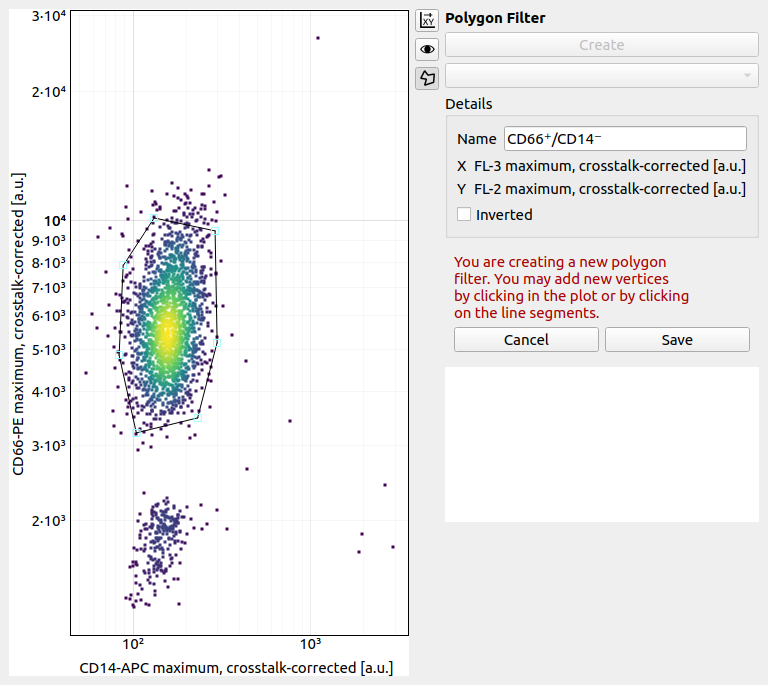 3·10⁴
2·10⁴
10⁴
9·10³
8·10³
7·10³
6·10³
5·10³
4·10³
3·10³
2·10³
CD66-PE maximum, crosstalk-corrected [a.u.]
10²
10³
CD14-APC maximum, crosstalk-corrected [a.u.]
XY
Polygon Filter
Create
Details
Name CD66⁺/CD14⁻
X FL-3 maximum, crosstalk-corrected [a.u.]
Y FL-2 maximum, crosstalk-corrected [a.u.]
Inverted
You are creating a new polygon
filter. You may add new vertices
by clicking in the plot or by clicking
on the line segments.
Cancel
Save